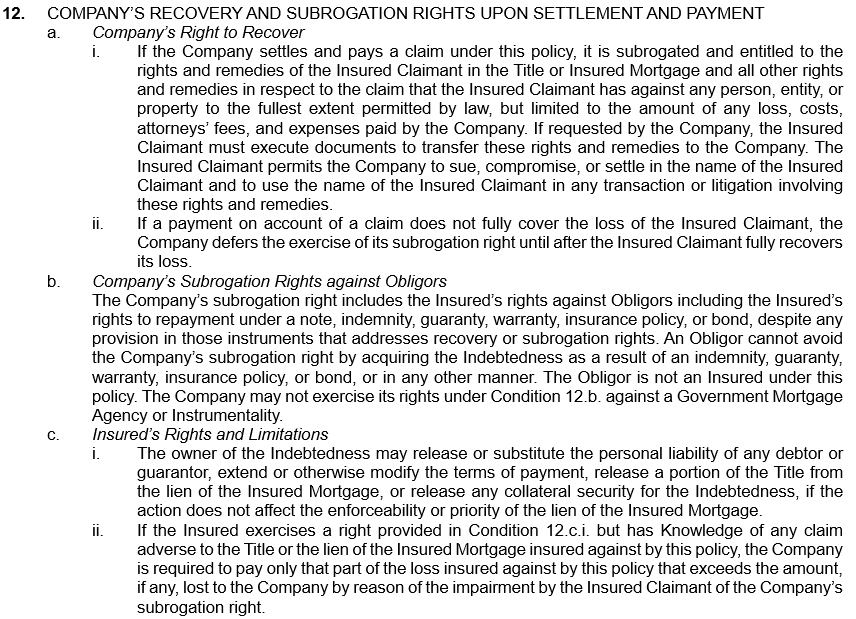 12. COMPANY'S RECOVERY AND SUBROGATION RIGHTS UPON SETTLEMENT AND PAYMENT
a. Company's Right to Recover
i. If the Company settles and pays a claim under this policy, it is subrogated and entitled to the
rights and remedies of the Insured Claimant in the Title or Insured Mortgage and all other rights
and remedies in respect to the claim that the Insured Claimant has against any person, entity, or
property to the fullest extent permitted by law, but limited to the amount of any loss, costs,
attorneys' fees, and expenses paid by the Company. If requested by the Company, the Insured
Claimant must execute documents to transfer these rights and remedies to the Company. The
Insured Claimant permits the Company to sue, compromise, or settle in the name of the Insured
Claimant and to use the name of the Insured Claimant in any transaction or litigation involving
these rights and remedies.
ii. If a payment on account of a claim does not fully cover the loss of the Insured Claimant, the
Company defers the exercise of its subrogation right until after the Insured Claimant fully recovers
its loss.
b. Company's Subrogation Rights against Obligors
The Company's subrogation right includes the Insured's rights against Obligors including the Insured's
rights to repayment under a note, indemnity, guaranty, warranty, insurance policy, or bond, despite any
provision in those instruments that addresses recovery or subrogation rights. An Obligor cannot avoid
the Company's subrogation right by acquiring the Indebtedness as a result of an indemnity, guaranty,
warranty, insurance policy, or bond, or in any other manner. The Obligor is not an Insured under this
policy. The Company may not exercise its rights under Condition 12.b. against a Government Mortgage
Agency or Instrumentality.
c. Insured's Rights and Limitations
i. The owner of the Indebtedness may release or substitute the personal liability of any debtor or
guarantor, extend or otherwise modify the terms of payment, release a portion of the Title from
the lien of the Insured Mortgage, or release any collateral security for the Indebtedness, if the
action does not affect the enforceability or priority of the lien of the Insured Mortgage.
ii. If the Insured exercises a right provided in Condition 12.c.i. but has Knowledge of any claim
adverse to the Title or the lien of the Insured Mortgage insured against by this policy, the Company
is required to pay only that part of the loss insured against by this policy that exceeds the amount,
if any, lost to the Company by reason of the impairment by the Insured Claimant of the Company's
subrogation right.